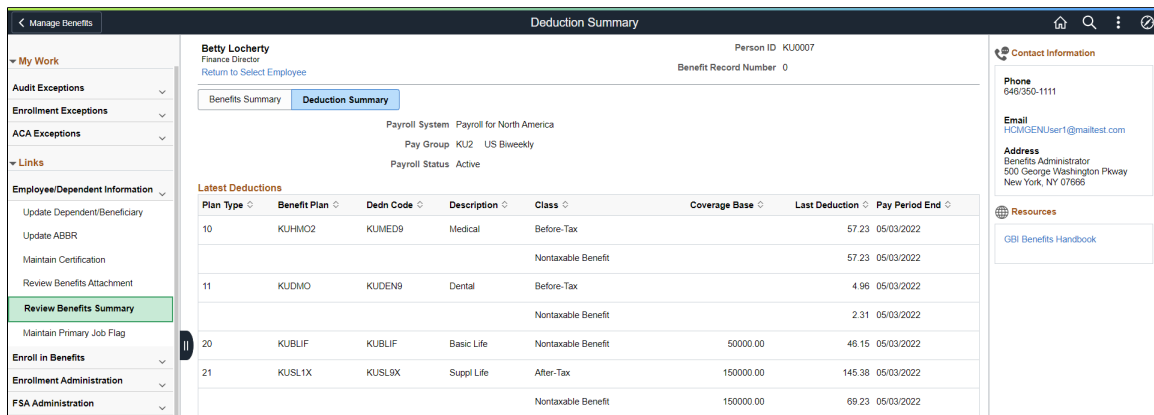 Manage Benefits
Deduction Summary
My Work
Audit Exceptions
Enrollment Exceptions
ACA Exceptions
Links
Employee/Dependent Information
Update Dependent/Beneficiary
Update ABBR
Maintain Certification
Review Benefits Attachment
Review Benefits Summary
Maintain Primary Job Flag
Enroll in Benefits
Enrollment Administration
FSA Administration
Betty Locherty
Finance Director
Return to Select Employee
Person ID KU0007
Benefit Record Number 0
Benefits Summary Deduction Summary
Payroll System Payroll for North America
Pay Group KU2 US Biweekly
Payroll Status Active
Latest Deductions
Plan Type Benefit Plan Dedn Code Description Class Coverage Base Last Deduction Pay Period End
10 KUHMO2 KUMED9 Medical Before-Tax 57.23 05/03/2022
Nontaxable Benefit 57.23 05/03/2022
11 KUDMO KUDEN9 Dental Before-Tax 4.96 05/03/2022
Nontaxable Benefit 2.31 05/03/2022
20 KUBLIF KUBLIF Basic Life Nontaxable Benefit 50000.00 46.15 05/03/2022
21 KUSL1X KUSL9X Suppl Life After-Tax 150000.00 145.38 05/03/2022
Nontaxable Benefit 150000.00 69.23 05/03/2022
Contact Information
Phone
646/350-1111
Email
HCMGENUser1@mailtest.com
Address
Benefits Administrator
500 George Washington Pkway
New York, NY 07666
Resources
GBI Benefits Handbook